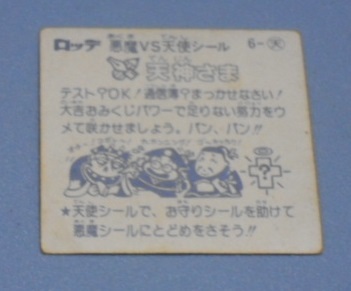 ロッテ 悪魔VS天使シール 6-天
天神さま
テスト?OK!通信簿?まっかせなさい!
大吉おみくじパワーで足りない努力をウ
メて咲かせましょう。パン、パン!!
?
★天使シールで、お守りシールを助けて
悪魔シールにとどめをさそう!!